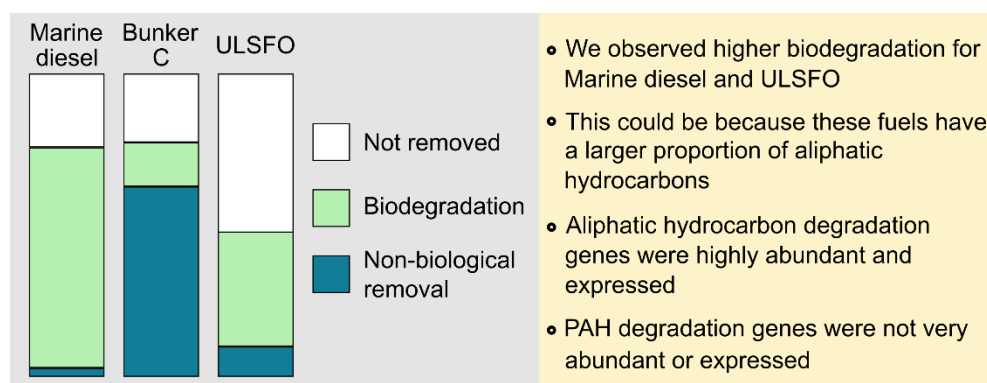 Marine
diesel
Bunker
C
ULSFO
Not removed
Biodegradation
Non-biological
removal
We observed higher biodegradation for
Marine diesel and ULSFO
This could be because these fuels have
a larger proportion of aliphatic
hydrocarbons
Aliphatic hydrocarbon degradation
genes were highly abundant and
expressed
PAH degradation genes were not very
abundant or expressed